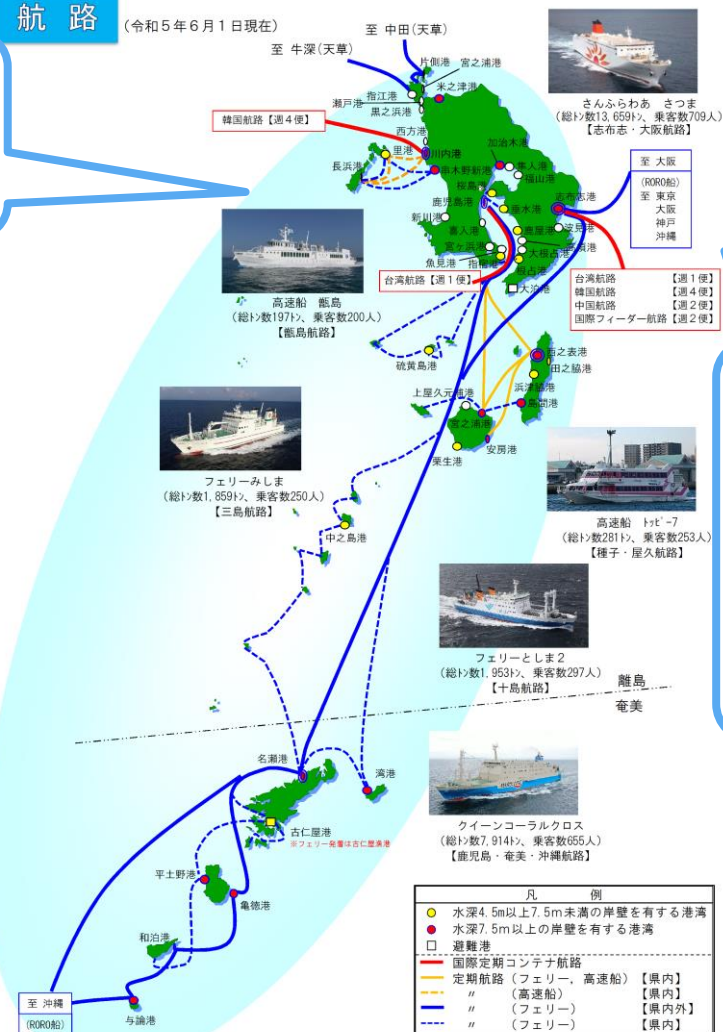 航 路
(令和5年6月1日現在)
至 牛深(天草)
至 中田(天草)
片側港
宮之浦港
指江港
米之津港
瀬戸港
黒之浜港
西方港
韓国航路【週4便】
里港
川内港
長浜港
串木野新港
加治木港
隼人港
福山港
桜島港
鹿児島港
垂水港
志布志港
新川港
喜入港
鹿屋港
波見港
高須港
宮ヶ浜港
大根占港
魚見港
指宿港
根占港
台湾航路【週1便】
大泊港
さんふらわあ さつま
(総トン数13,659トン、乗客数709人)
【志布志・大阪航路】
至 大阪
(RORO船)
至 東京
大阪
神戸
沖縄
台湾航路 【週1便】
韓国航路 【週4便】
中国航路 【週2便】
国際フィーダー航路【週2便】
高速船 甑島
(総トン数197トン、乗客数200人)
【甑島航路】
硫黄島港
西之表港
田之脇港
浜津脇港
上屋久元浦港
島間港
宮之浦港
安房港
栗生港
フェリーみしま
(総トン数1,859トン、乗客数250人)
【三島航路】
高速船 トッピー7
(総トン数281トン、乗客数253人)
【種子・屋久航路】
中之島港
フェリーとしま2
(総トン数1,953トン、乗客数297人)
【十島航路】
離島
奄美
名瀬港
湾港
クイーンコーラルクロス
(総トン数7,914トン、乗客数655人)
【鹿児島・奄美・沖縄航路】
古仁屋港
※フェリー発着は古仁屋漁港
平土野港
亀徳港
和泊港
与論港
至 沖縄
(RORO船)
凡 例
水深4.5m以上7.5m未満の岸壁を有する港湾
水深7.5m以上の岸壁を有する港湾
避難港
国際定期コンテナ航路
定期航路(フェリー, 高速船)【県内】
〃 (高速船) 【県内】
〃 (フェリー) 【県内外】
〃 (フェリー) 【県内】